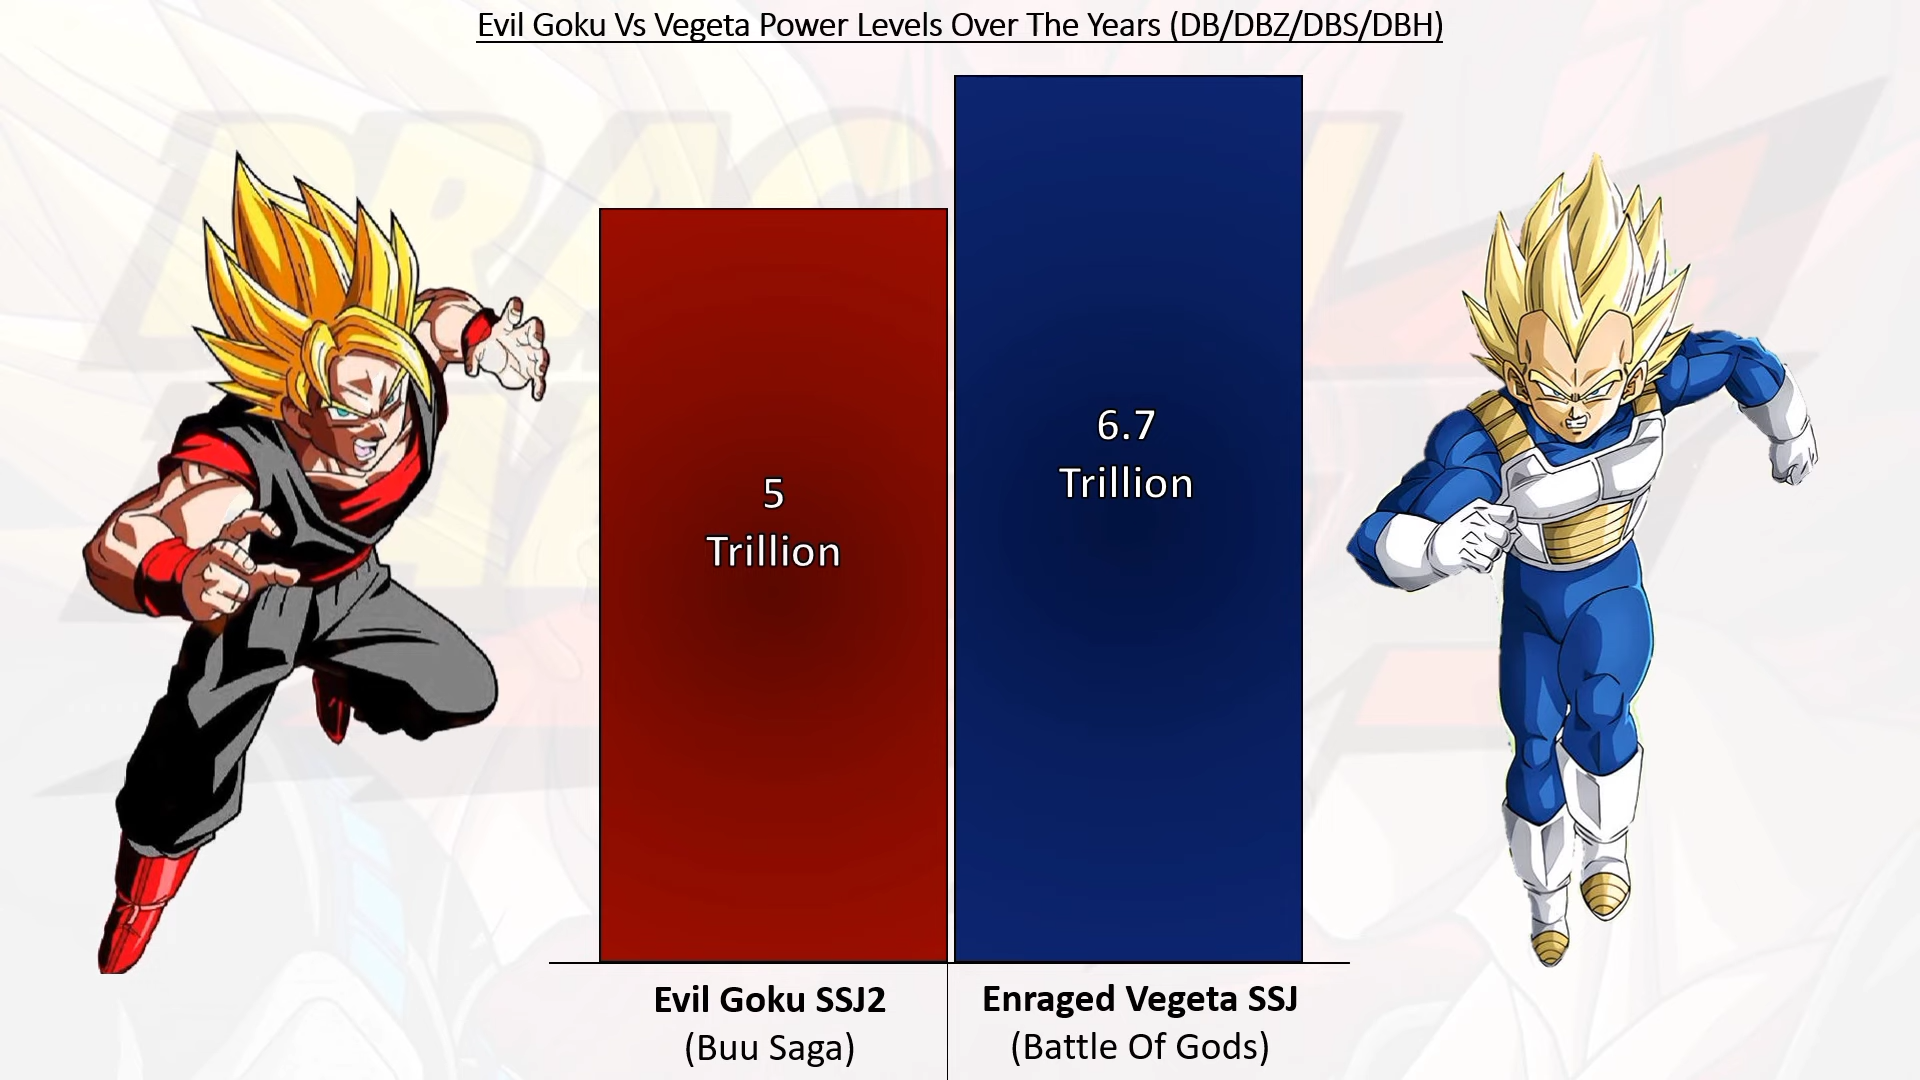 Evil Goku Vs Vegeta Power Levels Over The Years (DB/DBZ/DBS/DBH)
5
Trillion
6.7
Trillion
Evil Goku SSJ2
(Buu Saga)
Enraged Vegeta SSJ
(Battle Of Gods)